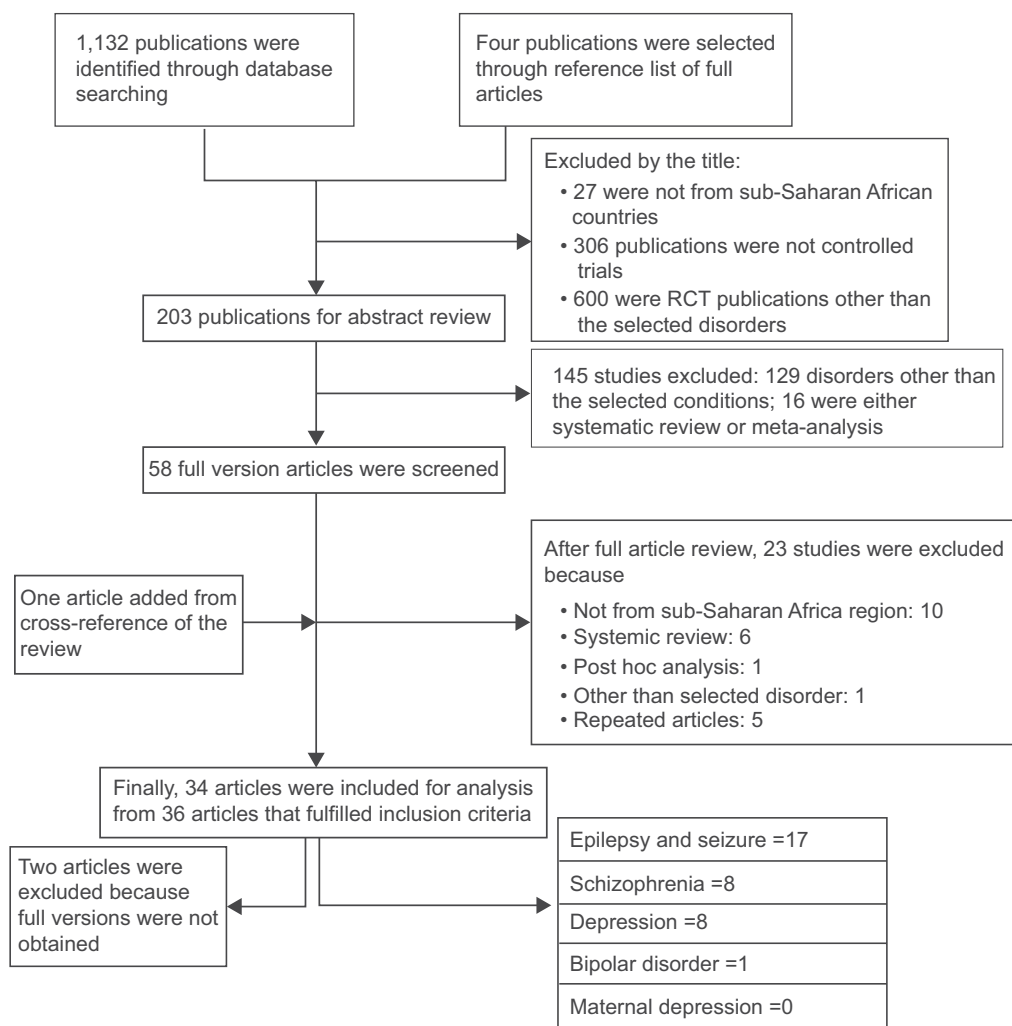 1,132 publications were
identified through database
searching
Four publications were selected
through reference list of full
articles
Excluded by the title:
• 27 were not from sub-Saharan African
countries
• 306 publications were not controlled
trials
• 600 were RCT publications other than
the selected disorders
203 publications for abstract review
145 studies excluded: 129 disorders other than
the selected conditions; 16 were either
systematic review or meta-analysis
58 full version articles were screened
After full article review, 23 studies were excluded
because
• Not from sub-Saharan Africa region: 10
• Systemic review: 6
• Post hoc analysis: 1
• Other than selected disorder: 1
• Repeated articles: 5
One article added from
cross-reference of the
review
Finally, 34 articles were included for analysis
from 36 articles that fulfilled inclusion criteria
Two articles were
excluded because
full versions were not
obtained
Epilepsy and seizure =17
Schizophrenia =8
Depression =8
Bipolar disorder =1
Maternal depression =0